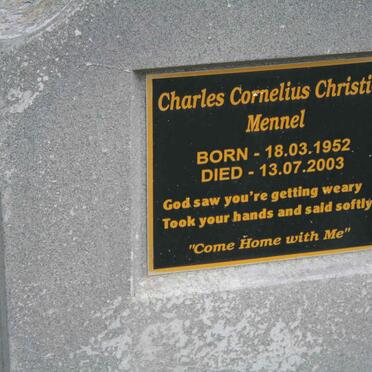 Charles Cornelius Christi
Mennel
BORN - 18.03.1952
DIED - 13.07.2003
God saw you're getting weary
Took your hands and said softly
"Come Home with Me"